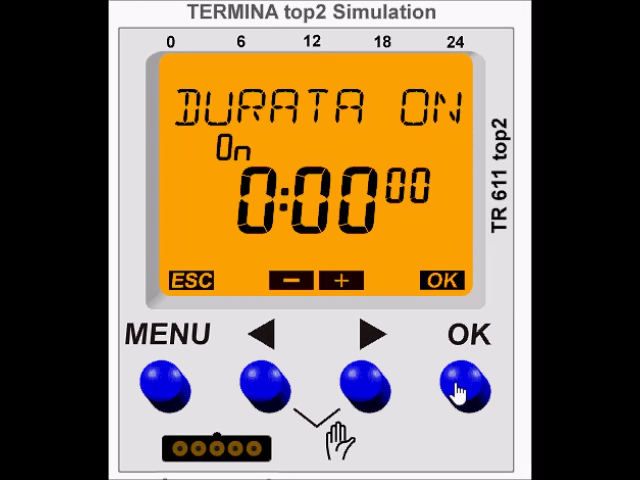 TERMINA top2 Simulation
0 6 12 18 24
DURATA ON
On
0:00 00
ESC − + OK
TR 611 top2
MENU ◀ ▶ OK